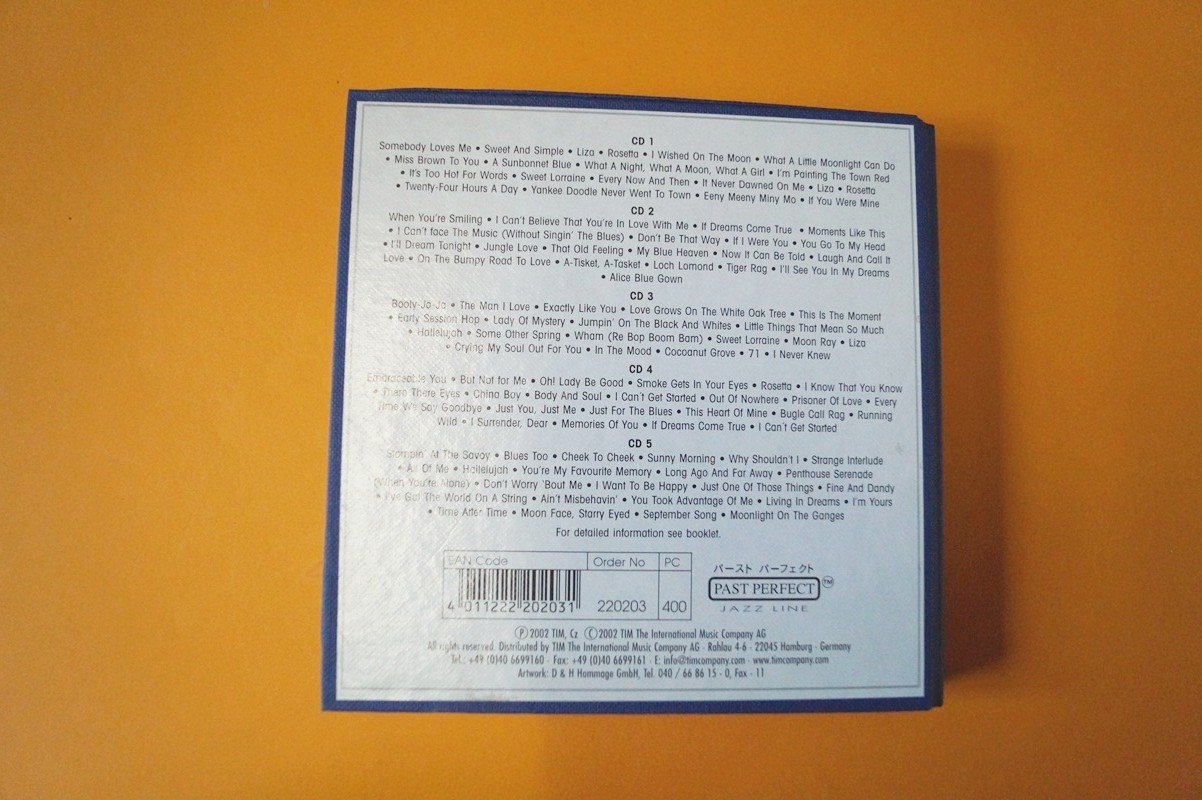 CD 1
Somebody Loves Me • Sweet And Simple • Liza • Rosetta • I Wished On The Moon • What A Little Moonlight Can Do
• Miss Brown To You • A Sunbonnet Blue • What A Night, What A Moon, What A Girl • I'm Painting The Town Red
• It's Too Hot For Words • Sweet Lorraine • Every Now And Then • It Never Dawned On Me • Liza • Rosetta
• Twenty-Four Hours A Day • Yankee Doodle Never Went To Town • Eeny Meeny Miny Mo • If You Were Mine
CD 2
When You're Smiling • I Can't Believe That You're In Love With Me • If Dreams Come True • Moments Like This
• I Can't face The Music (Without Singin' The Blues) • Don't Be That Way • If I Were You • You Go To My Head
• I'll Dream Tonight • Jungle Love • That Old Feeling • My Blue Heaven • Now It Can Be Told • Laugh And Call It
Love • On The Bumpy Road To Love • A-Tisket, A-Tasket • Loch Lomond • Tiger Rag • I'll See You In My Dreams
• Alice Blue Gown
CD 3
Booly-Ja-Ja • The Man I Love • Exactly Like You • Love Grows On The White Oak Tree • This Is The Moment
• Early Session Hop • Lady Of Mystery • Jumpin' On The Black And Whites • Little Things That Mean So Much
• Hallelujah • Some Other Spring • Wham (Re Bop Boom Bam) • Sweet Lorraine • Moon Ray • Liza
• Crying My Soul Out For You • In The Mood • Cocoanut Grove • 71 • I Never Knew
CD 4
Embraceable You • But Not for Me • Oh! Lady Be Good • Smoke Gets In Your Eyes • Rosetta • I Know That You Know
• Them There Eyes • China Boy • Body And Soul • I Can't Get Started • Out Of Nowhere • Prisoner Of Love • Every
Time We Say Goodbye • Just You, Just Me • Just For The Blues • This Heart Of Mine • Bugle Call Rag • Running
Wild • I Surrender, Dear • Memories Of You • If Dreams Come True • I Can't Get Started
CD 5
Stompin' At The Savoy • Blues Too • Cheek To Cheek • Sunny Morning • Why Shouldn't I • Strange Interlude
• All Of Me • Hallelujah • You're My Favourite Memory • Long Ago And Far Away • Penthouse Serenade
(When You're Alone) • Don't Worry 'Bout Me • I Want To Be Happy • Just One Of Those Things • Fine And Dandy
• I've Got The World On A String • Ain't Misbehavin' • You Took Advantage Of Me • Living In Dreams • I'm Yours
• Time After Time • Moon Face, Starry Eyed • September Song • Moonlight On The Ganges
For detailed information see booklet.
EAN Code Order No PC
4 011222 202031 220203 400
パースト パーフェクト
PAST PERFECT ™
JAZZ LINE
Ⓟ 2002 TIM, Cz Ⓒ 2002 TIM The International Music Company AG
All rights reserved. Distributed by TIM The International Music Company AG · Rahlau 4-6 · 22045 Hamburg · Germany
Tel.: +49 (0)40 6699160 · Fax: +49 (0)40 6699161 · E: info@timcompany.com · www.timcompany.com
Artwork: D & H Hommage GmbH, Tel. 040 / 66 86 15 - 0, Fax - 11